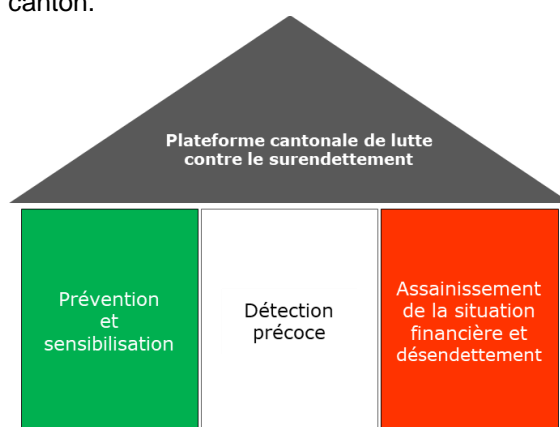 canton.
Plateforme cantonale de lutte
contre le surendettement
Prévention
et
sensibilisation
Détection
précoce
Assainissement
de la situation
financière et
désendettement